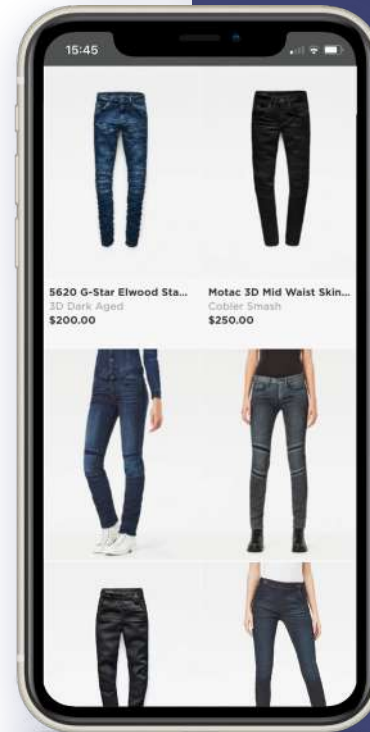 15:45
5620 G-Star Elwood Sta...
3D Dark Aged
$200.00
Motac 3D Mid Waist Skin...
Cobler Smash
$250.00